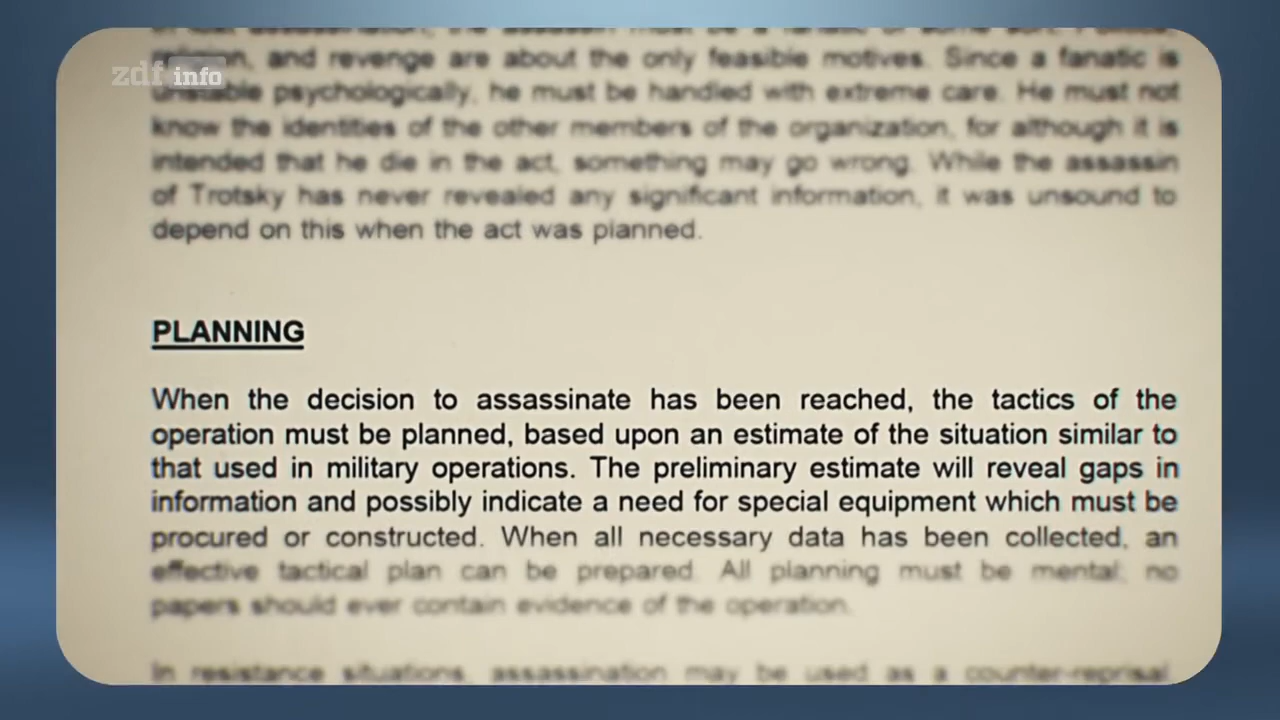 zdf info
religion, and revenge are about the only feasible motives. Since a fanatic is
unstable psychologically, he must be handled with extreme care. He must not
know the identities of the other members of the organization, for although it is
intended that he die in the act, something may go wrong. While the assassin
of Trotsky has never revealed any significant information, it was unsound to
depend on this when the act was planned.
PLANNING
When the decision to assassinate has been reached, the tactics of the
operation must be planned, based upon an estimate of the situation similar to
that used in military operations. The preliminary estimate will reveal gaps in
information and possibly indicate a need for special equipment which must be
procured or constructed. When all necessary data has been collected, an
effective tactical plan can be prepared. All planning must be mental; no
papers should ever contain evidence of the operation.
In resistance situations, assassination may be used as a counter-reprisal.